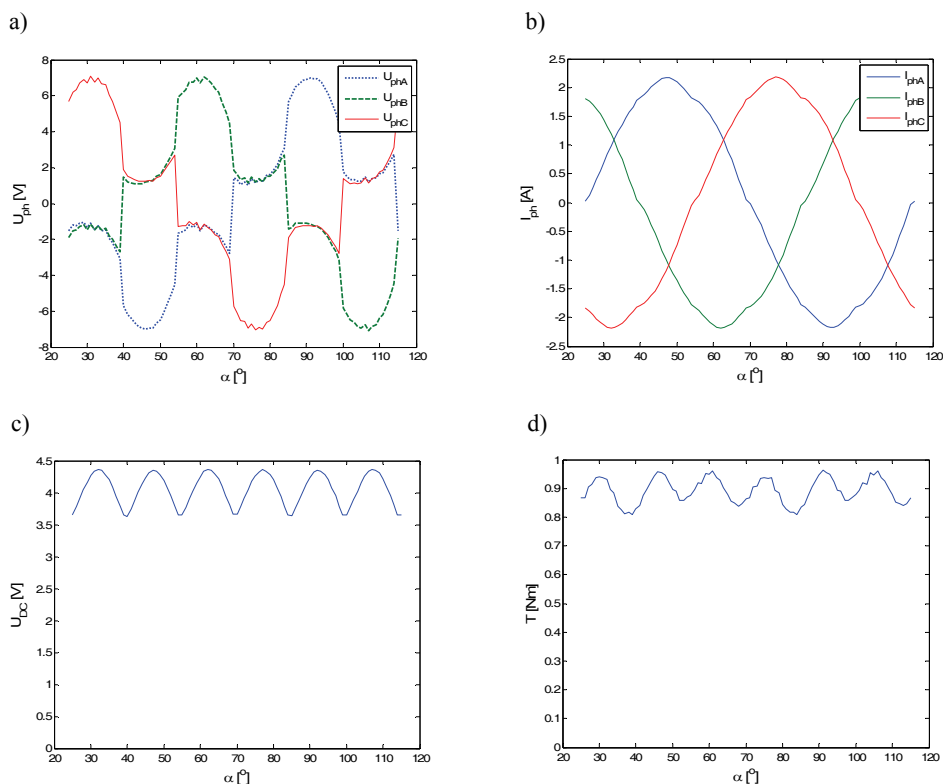 a)
8
6
4
2
0
-2
-4
-6
-8
U_ph [V]
20 30 40 50 60 70 80 90 100 110 120
α [°]
U_phA
U_phB
U_phC
b)
2.5
2
1.5
1
0.5
0
-0.5
-1
-1.5
-2
-2.5
I_ph [A]
20 30 40 50 60 70 80 90 100 110 120
α [°]
I_phA
I_phB
I_phC
c)
4.5
4
3.5
3
2.5
2
1.5
1
0.5
0
U_DC [V]
20 30 40 50 60 70 80 90 100 110 120
α [°]
d)
1
0.9
0.8
0.7
0.6
0.5
0.4
0.3
0.2
0.1
0
T [Nm]
20 30 40 50 60 70 80 90 100 110 120
α [°]